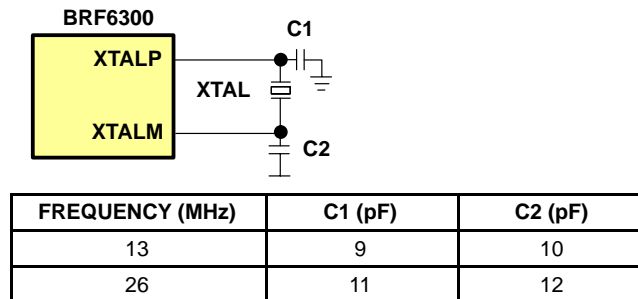 BRF6300
C1
XTALP
XTAL
XTALM
C2
FREQUENCY (MHz) C1 (pF) C2 (pF)
13 9 10
26 11 12